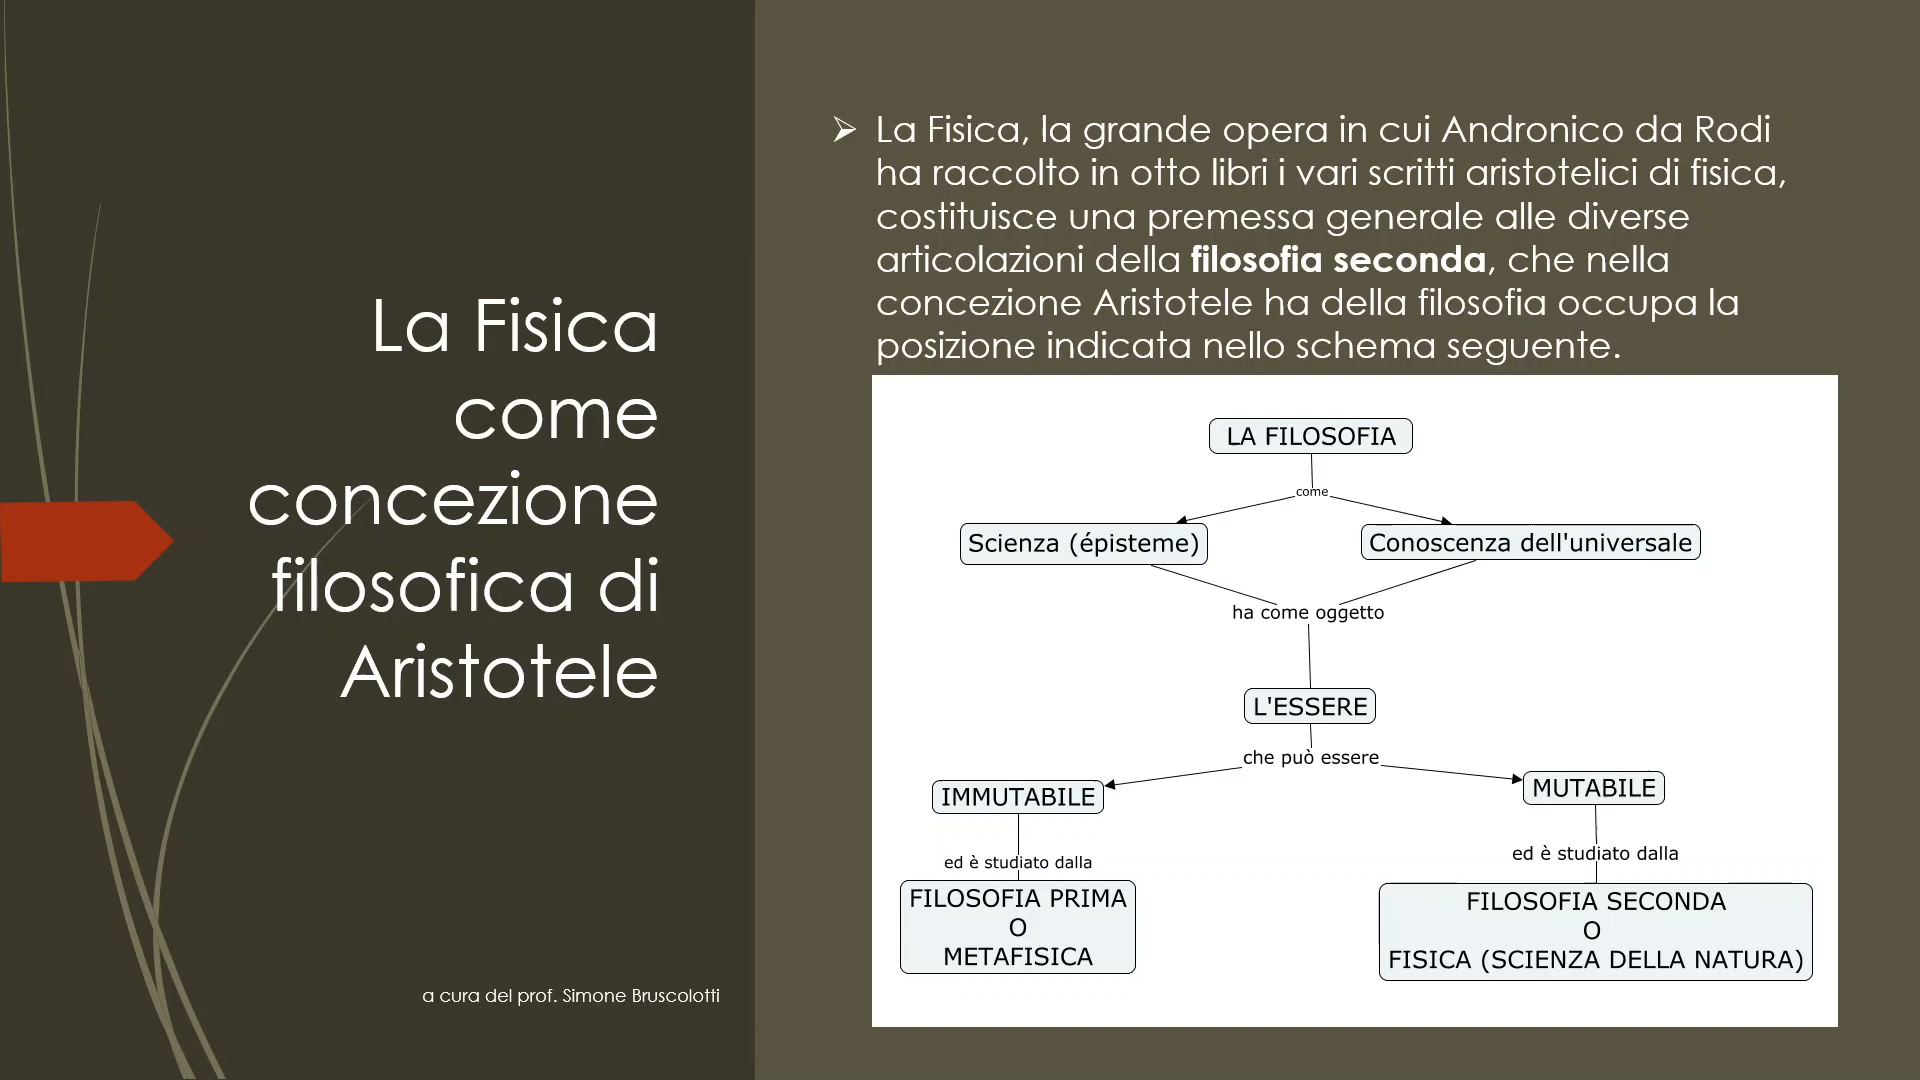 La Fisica
come
concezione
filosofica di
Aristotele
a cura del prof. Simone Bruscolotti
La Fisica, la grande opera in cui Andronico da Rodi
ha raccolto in otto libri i vari scritti aristotelici di fisica,
costituisce una premessa generale alle diverse
articolazioni della filosofia seconda, che nella
concezione Aristotele ha della filosofia occupa la
posizione indicata nello schema seguente.
LA FILOSOFIA
come
Scienza (épisteme)
Conoscenza dell'universale
ha come oggetto
L'ESSERE
che può essere
IMMUTABILE
MUTABILE
ed è studiato dalla
ed è studiato dalla
FILOSOFIA PRIMA
O
METAFISICA
FILOSOFIA SECONDA
O
FISICA (SCIENZA DELLA NATURA)